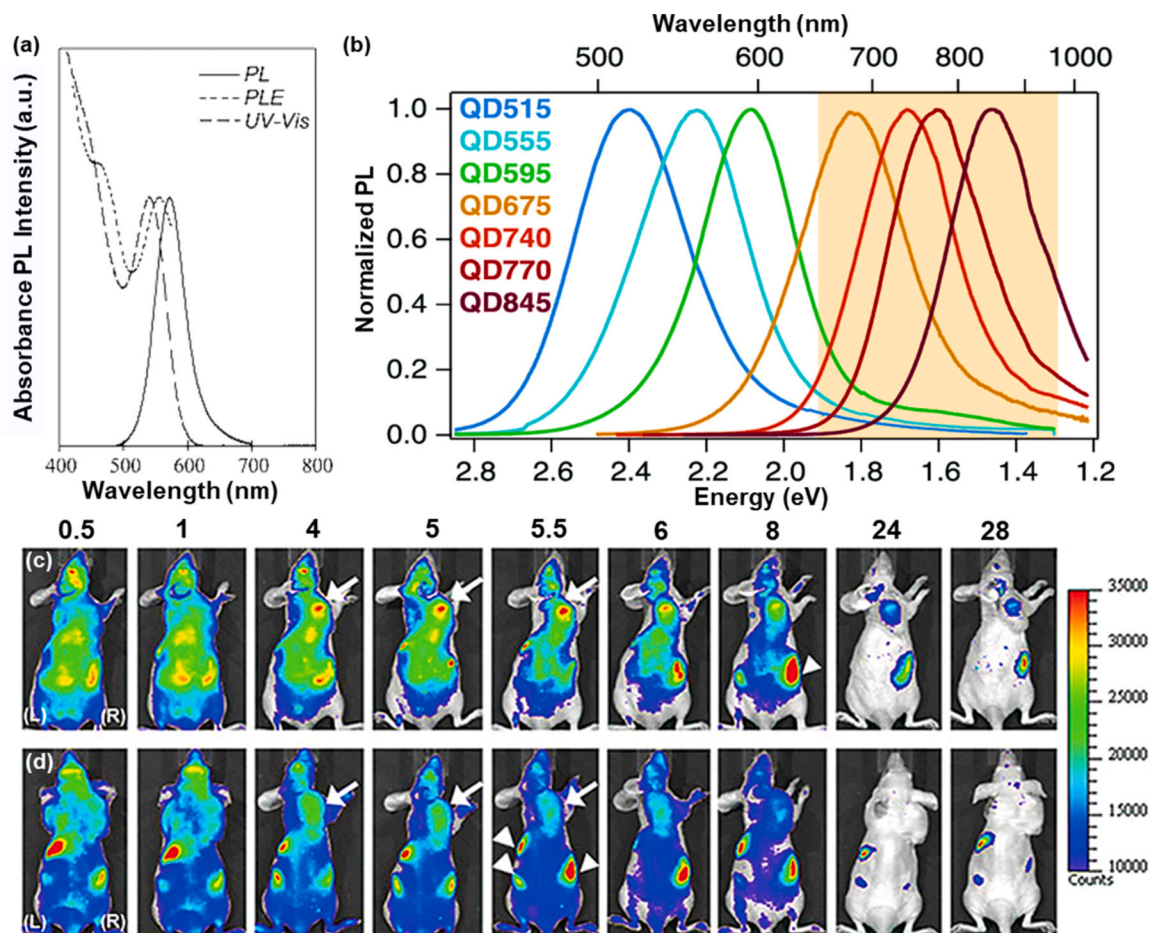 (a)
Absorbance PL Intensity (a.u.)
PL
PLE
UV-Vis
400 500 600 700 800
Wavelength (nm)
(b)
Wavelength (nm)
500 600 700 800 1000
Normalized PL
1.0
0.8
0.6
0.4
0.2
0.0
QD515
QD555
QD595
QD675
QD740
QD770
QD845
2.8 2.6 2.4 2.2 2.0 1.8 1.6 1.4 1.2
Energy (eV)
0.5 1 4 5 5.5 6 8 24 28
(c)
(L) (R)
(d)
(L) (R)
35000
30000
25000
20000
15000
10000
Counts